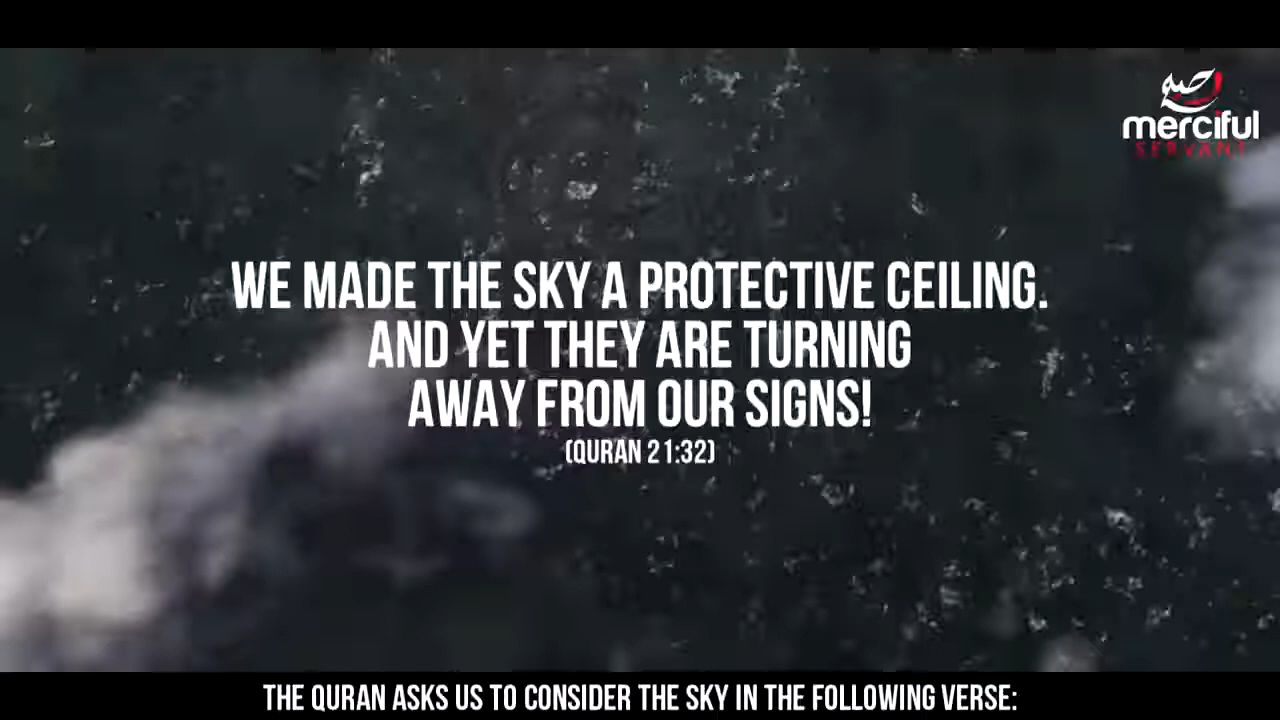 merciful
SERVANT
WE MADE THE SKY A PROTECTIVE CEILING.
AND YET THEY ARE TURNING
AWAY FROM OUR SIGNS!
(QURAN 21:32)
THE QURAN ASKS US TO CONSIDER THE SKY IN THE FOLLOWING VERSE: